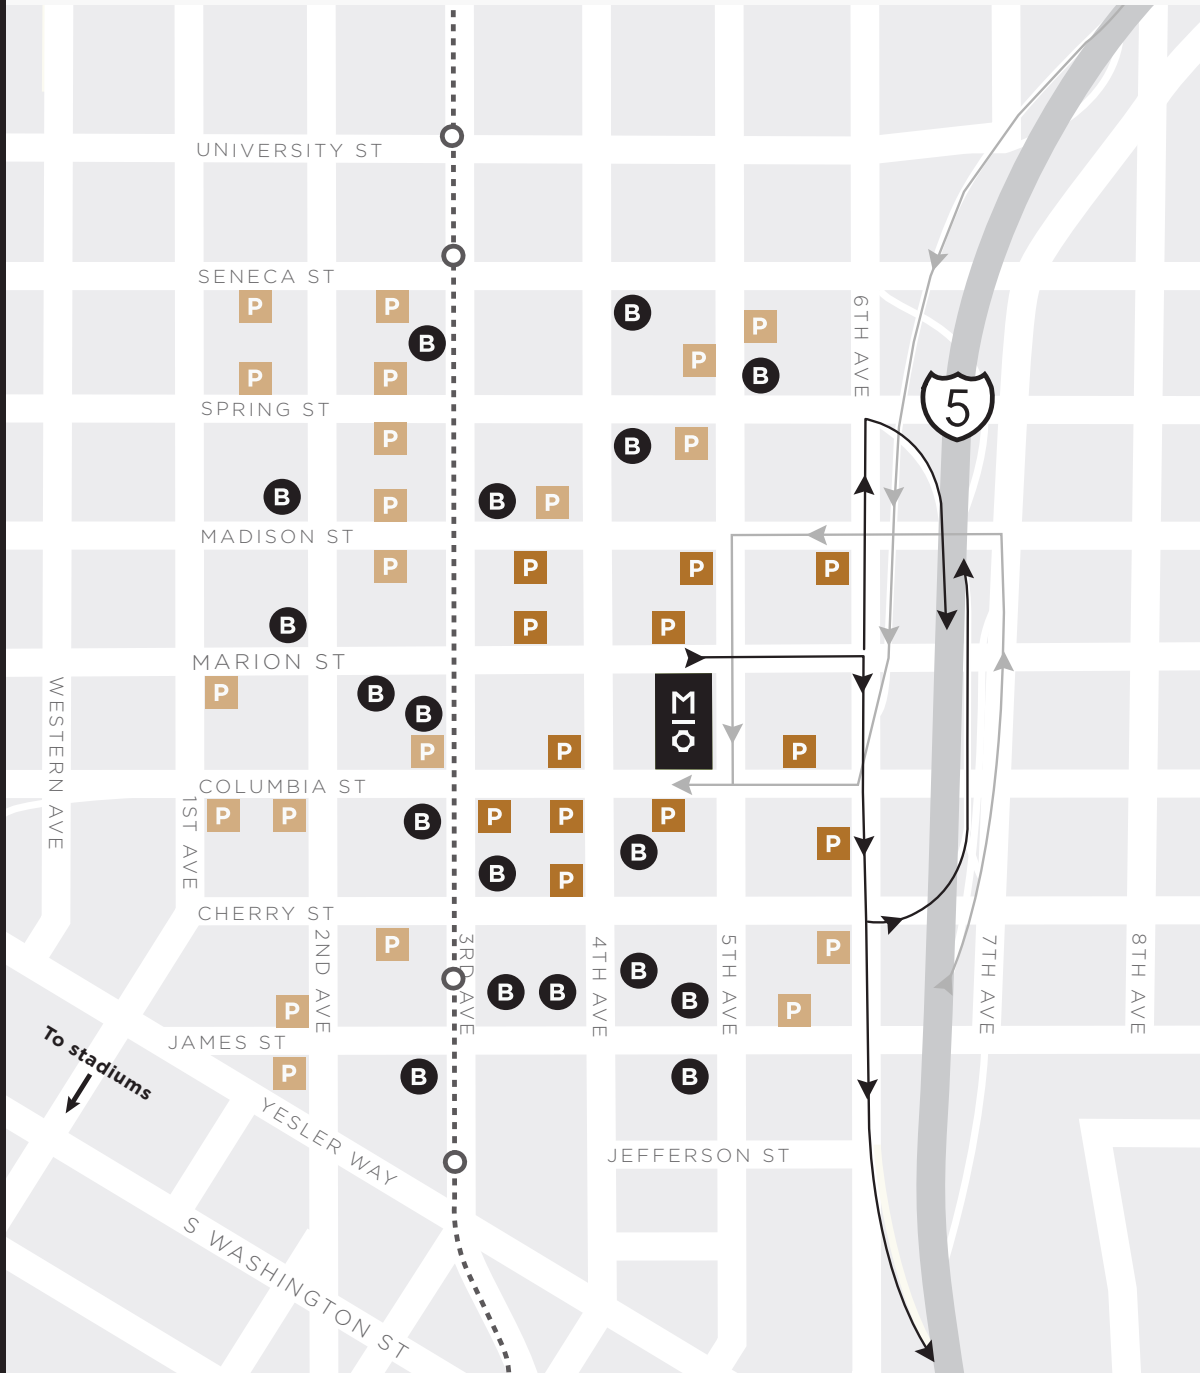 UNIVERSITY ST
SENECA ST
P
P
B
B
P
6TH AVE
P
P
P
B
5
SPRING ST
P
B
P
B
P
B
P
MADISON ST
P
P
P
P
B
P
P
MARION ST
P
B
B
P
P
M
IO
P
WESTERN AVE
COLUMBIA ST
1ST AVE
P
P
B
P
P
P
B
P
B
P
CHERRY ST
2ND AVE
P
3RD AVE
4TH AVE
5TH AVE
P
7TH AVE
8TH AVE
B
B
B
B
P
P
To stadiums
JAMES ST
P
B
B
YESLER WAY
JEFFERSON ST
S WASHINGTON ST